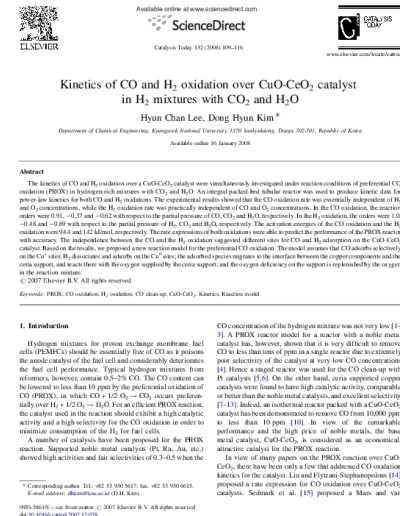 Available online at www.sciencedirect.com
ScienceDirect
ELSEVIER
Catalysis Today 132 (2008) 109–116
CATALYSIS
TODAY
www.elsevier.com/locate/cattod
Kinetics of CO and H2 oxidation over CuO-CeO2 catalyst
in H2 mixtures with CO2 and H2O
Hyun Chan Lee, Dong Hyun Kim *
Department of Chemical Engineering, Kyungpook National University, 1370 Sankyukdong, Daegu 702-701, Republic of Korea
Available online 16 January 2008
Abstract
The kinetics of CO and H2 oxidation over a CuO-CeO2 catalyst were simultaneously investigated under reaction conditions of preferential CO
oxidation (PROX) in hydrogen-rich mixtures with CO2 and H2O. An integral packed-bed tubular reactor was used to produce kinetic data for
power-law kinetics for both CO and H2 oxidations. The experimental results showed that the CO oxidation rate was essentially independent of H2
and O2 concentrations, while the H2 oxidation rate was practically independent of CO and O2 concentrations. In the CO oxidation, the reaction
orders were 0.91, −0.37 and −0.62 with respect to the partial pressure of CO, CO2 and H2O, respectively. In the H2 oxidation, the orders were 1.0
−0.48 and −0.69 with respect to the partial pressure of H2, CO2 and H2O, respectively. The activation energies of the CO oxidation and the H2
oxidation were 94.4 and 142 kJ/mol, respectively. The rate expressions of both oxidations were able to predict the performance of the PROX reactor
with accuracy. The independence between the CO and the H2 oxidation suggested different sites for CO and H2 adsorption on the CuO-CeO2
catalyst. Based on the results, we proposed a new reaction model for the preferential CO oxidation. The model assumes that CO adsorbs selectively
on the Cu+ sites; H2 dissociates and adsorbs on the Cu0 sites; the adsorbed species migrates to the interface between the copper components and the
ceria support, and reacts there with the oxygen supplied by the ceria support; and the oxygen deficiency on the support is replenished by the oxygen
in the reaction mixture.
© 2007 Elsevier B.V. All rights reserved.
Keywords: PROX; CO oxidation; H2 oxidation; CO clean-up; CuO-CeO2; Kinetics; Reaction model
1. Introduction
Hydrogen mixtures for proton exchange membrane fuel
cells (PEMFCs) should be essentially free of CO as it poisons
the anode catalyst of the fuel cell and considerably deteriorates
the fuel cell performance. Typical hydrogen mixtures from
reformers, however, contain 0.5–2% CO. The CO content can
be lowered to less than 10 ppm by the preferential oxidation of
CO (PROX), in which CO + 1/2 O2 → CO2 occurs preferen-
tially over H2 + 1/2 O2 → H2O. For an efficient PROX reaction,
the catalyst used in the reaction should exhibit a high catalytic
activity and a high selectivity for the CO oxidation in order to
minimize consumption of the H2 for fuel cells.
A number of catalysts have been proposed for the PROX
reaction. Supported noble metal catalysts (Pt, Ru, Au, etc.)
showed high activities and fair selectivities of 0.3–0.5 when the
* Corresponding author. Tel.: +82 53 950 5617; fax: +82 53 950 6615.
E-mail address: dhkim@knu.ac.kr (D.H. Kim).
0920-5861/$ – see front matter © 2007 Elsevier B.V. All rights reserved.
doi:10.1016/j.cattod.2007.12.028
CO concentration of the hydrogen mixture was not very low [1–
3]. A PROX reactor model for a reactor with a noble metal
catalyst has, however, shown that it is very difficult to remove
CO to less than tens of ppm in a single reactor due to extremely
poor selectivity of the catalyst at very low CO concentrations
[4]. Hence a staged reactor was used for the CO clean-up with
Pt catalysts [5,6]. On the other hand, ceria supported copper
catalysts were found to have high catalytic activity, comparable
or better than the noble metal catalysts, and excellent selectivity
[7–13]. Indeed, an isothermal reactor packed with a CuO-CeO2
catalyst has been demonstrated to remove CO from 10,000 ppm
to less than 10 ppm [10]. In view of the remarkable
performance and the high price of noble metals, the base
metal catalyst, CuO-CeO2, is considered as an economical,
attractive catalyst for the PROX reaction.
In view of many papers on the PROX reaction over CuO-
CeO2, there have been only a few that addressed CO oxidation
kinetics for the catalyst. Liu and Flytzani-Stephanopoulos [14]
proposed a rate expression for CO oxidation over CuO-CeO2
catalysts. Sedmak et al. [15] proposed a Mars and van